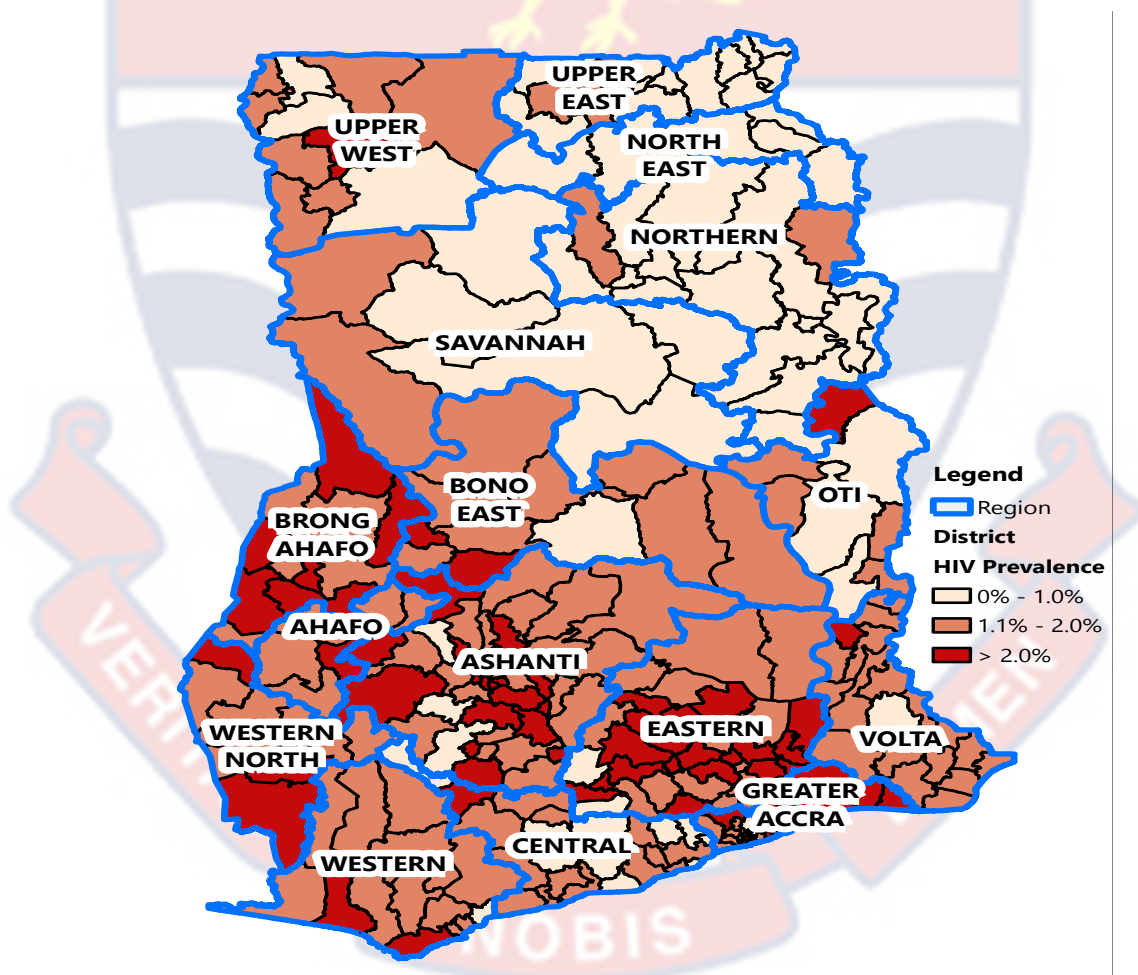 UPPER
EAST
UPPER
WEST
NORTH
EAST
NORTHERN
SAVANNAH
BONO
EAST
OTI
BRONG
AHAFO
AHAFO
ASHANTI
WESTERN
NORTH
EASTERN
VOLTA
GREATER
ACCRA
CENTRAL
WESTERN
Legend
Region
District
HIV Prevalence
0% - 1.0%
1.1% - 2.0%
> 2.0%
NOBIS